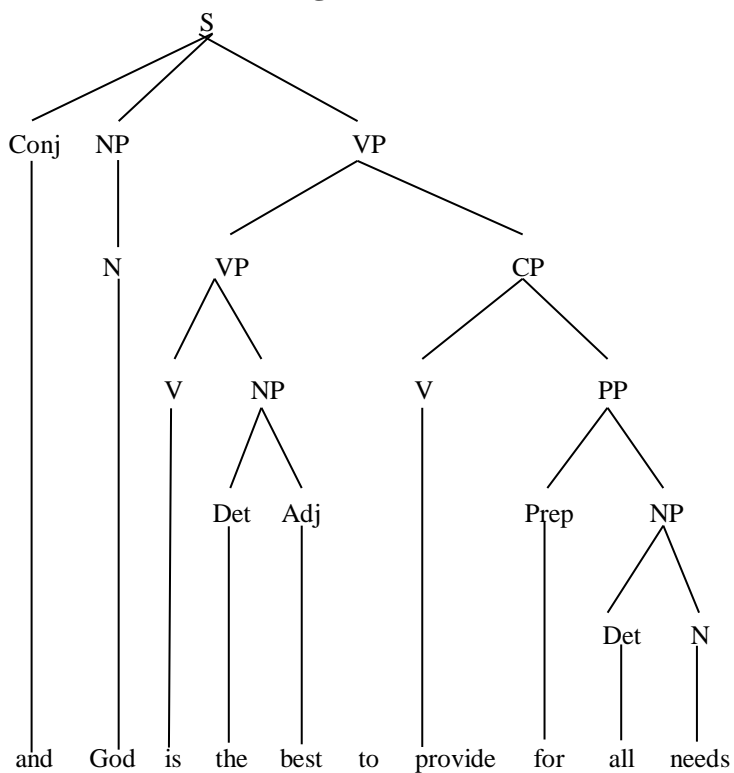 S
Conj NP VP
N VP CP
V NP V PP
Det Adj Prep NP
Det N
and God is the best to provide for all needs